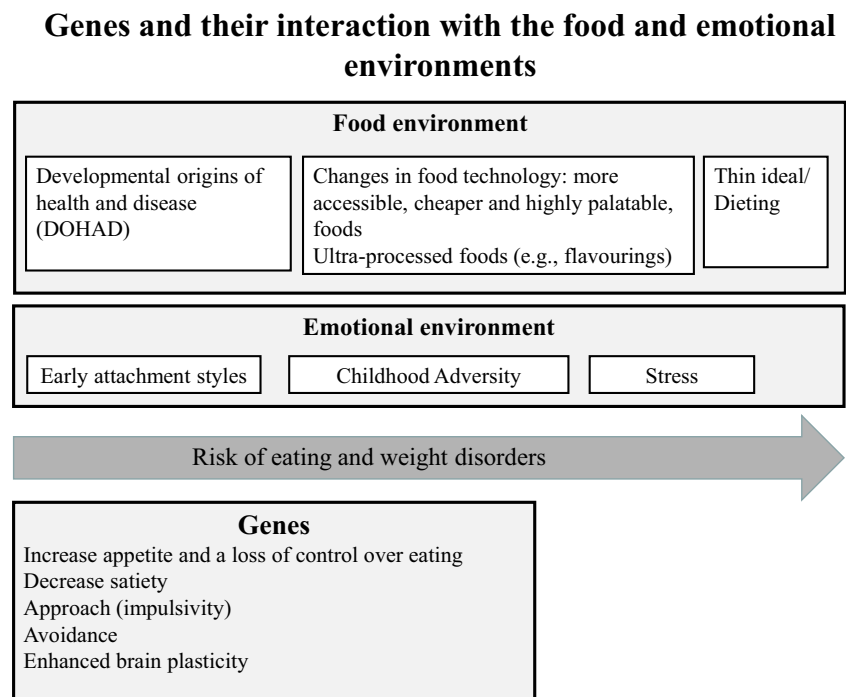 Genes and their interaction with the food and emotional
environments
Food environment
Developmental origins of
health and disease
(DOHAD)
Changes in food technology: more
accessible, cheaper and highly palatable,
foods
Ultra-processed foods (e.g., flavourings)
Thin ideal/
Dieting
Emotional environment
Early attachment styles
Childhood Adversity
Stress
Risk of eating and weight disorders
Genes
Increase appetite and a loss of control over eating
Decrease satiety
Approach (impulsivity)
Avoidance
Enhanced brain plasticity